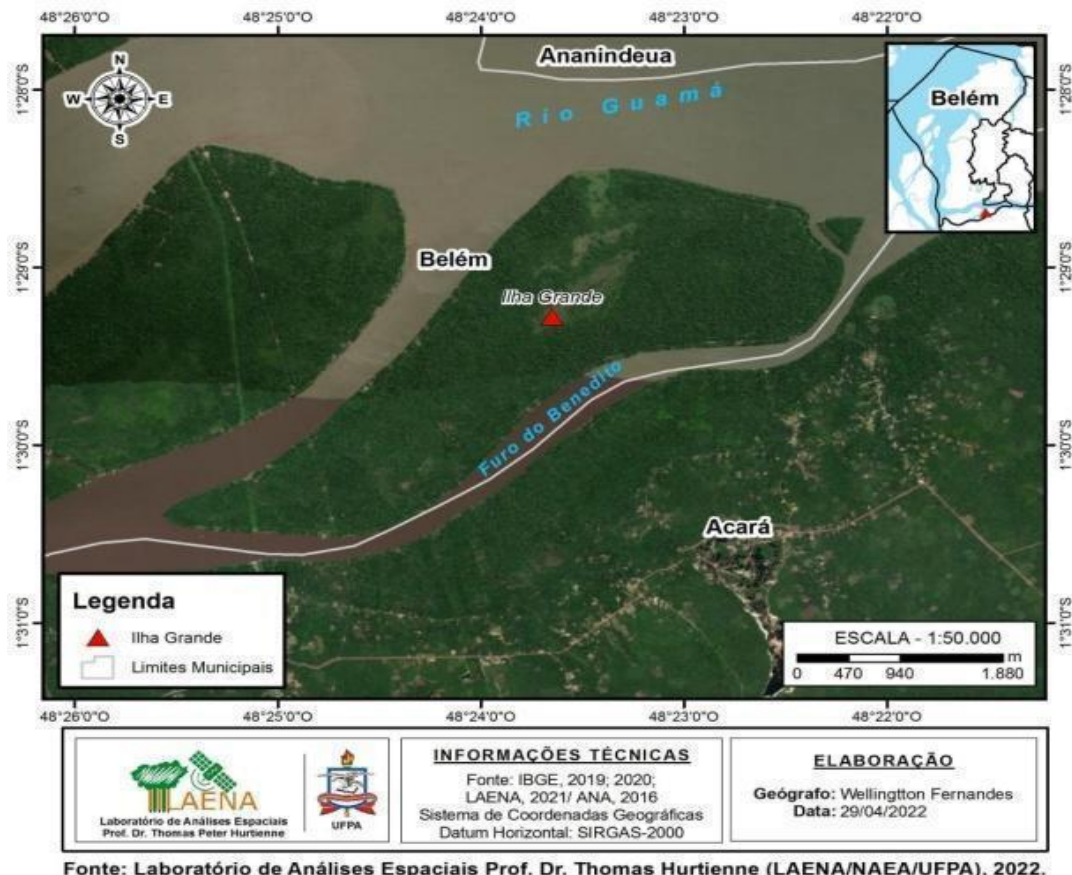 48°26'0"O 48°25'0"O 48°24'0"O 48°23'0"O 48°22'0"O
Ananindeua
Rio Guamá
N
W E
S
Belém
1°28'0"S 1°28'0"S
Belém
1°29'0"S 1°29'0"S
Ilha Grande
Furo do Benedito
1°30'0"S 1°30'0"S
Acará
1°31'0"S 1°31'0"S
Legenda
Ilha Grande
Limites Municipais
ESCALA - 1:50.000
m
0 470 940 1.880
48°26'0"O 48°25'0"O 48°24'0"O 48°23'0"O 48°22'0"O
LAENA
Laboratório de Análises Espaciais
Prof. Dr. Thomas Peter Hurtienne
UFPA
INFORMAÇÕES TÉCNICAS
Fonte: IBGE, 2019; 2020;
LAENA, 2021/ ANA, 2016
Sistema de Coordenadas Geográficas
Datum Horizontal: SIRGAS-2000
ELABORAÇÃO
Geógrafo: Wellingtton Fernandes
Data: 29/04/2022
Fonte: Laboratório de Análises Espaciais Prof. Dr. Thomas Hurtienne (LAENA/NAEA/UFPA), 2022.